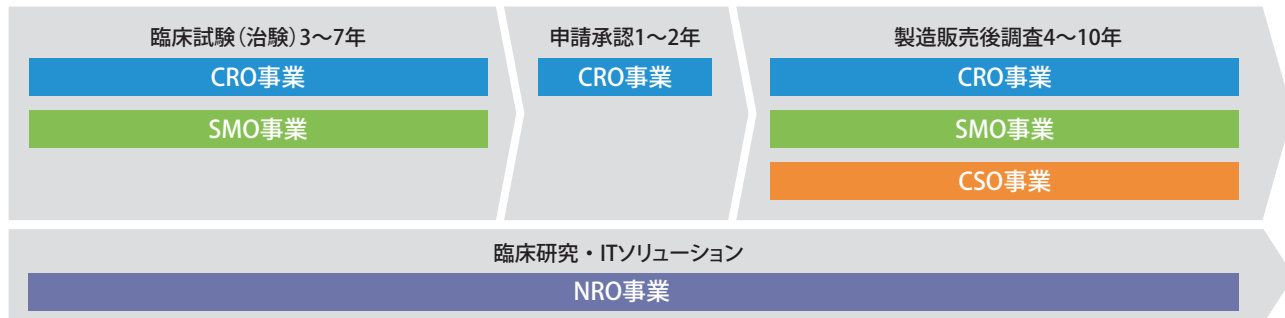 臨床試験（治験）3～7年
CRO事業
SMO事業
申請承認1～2年
CRO事業
製造販売後調査4～10年
CRO事業
SMO事業
CSO事業
臨床研究・ITソリューション
NRO事業